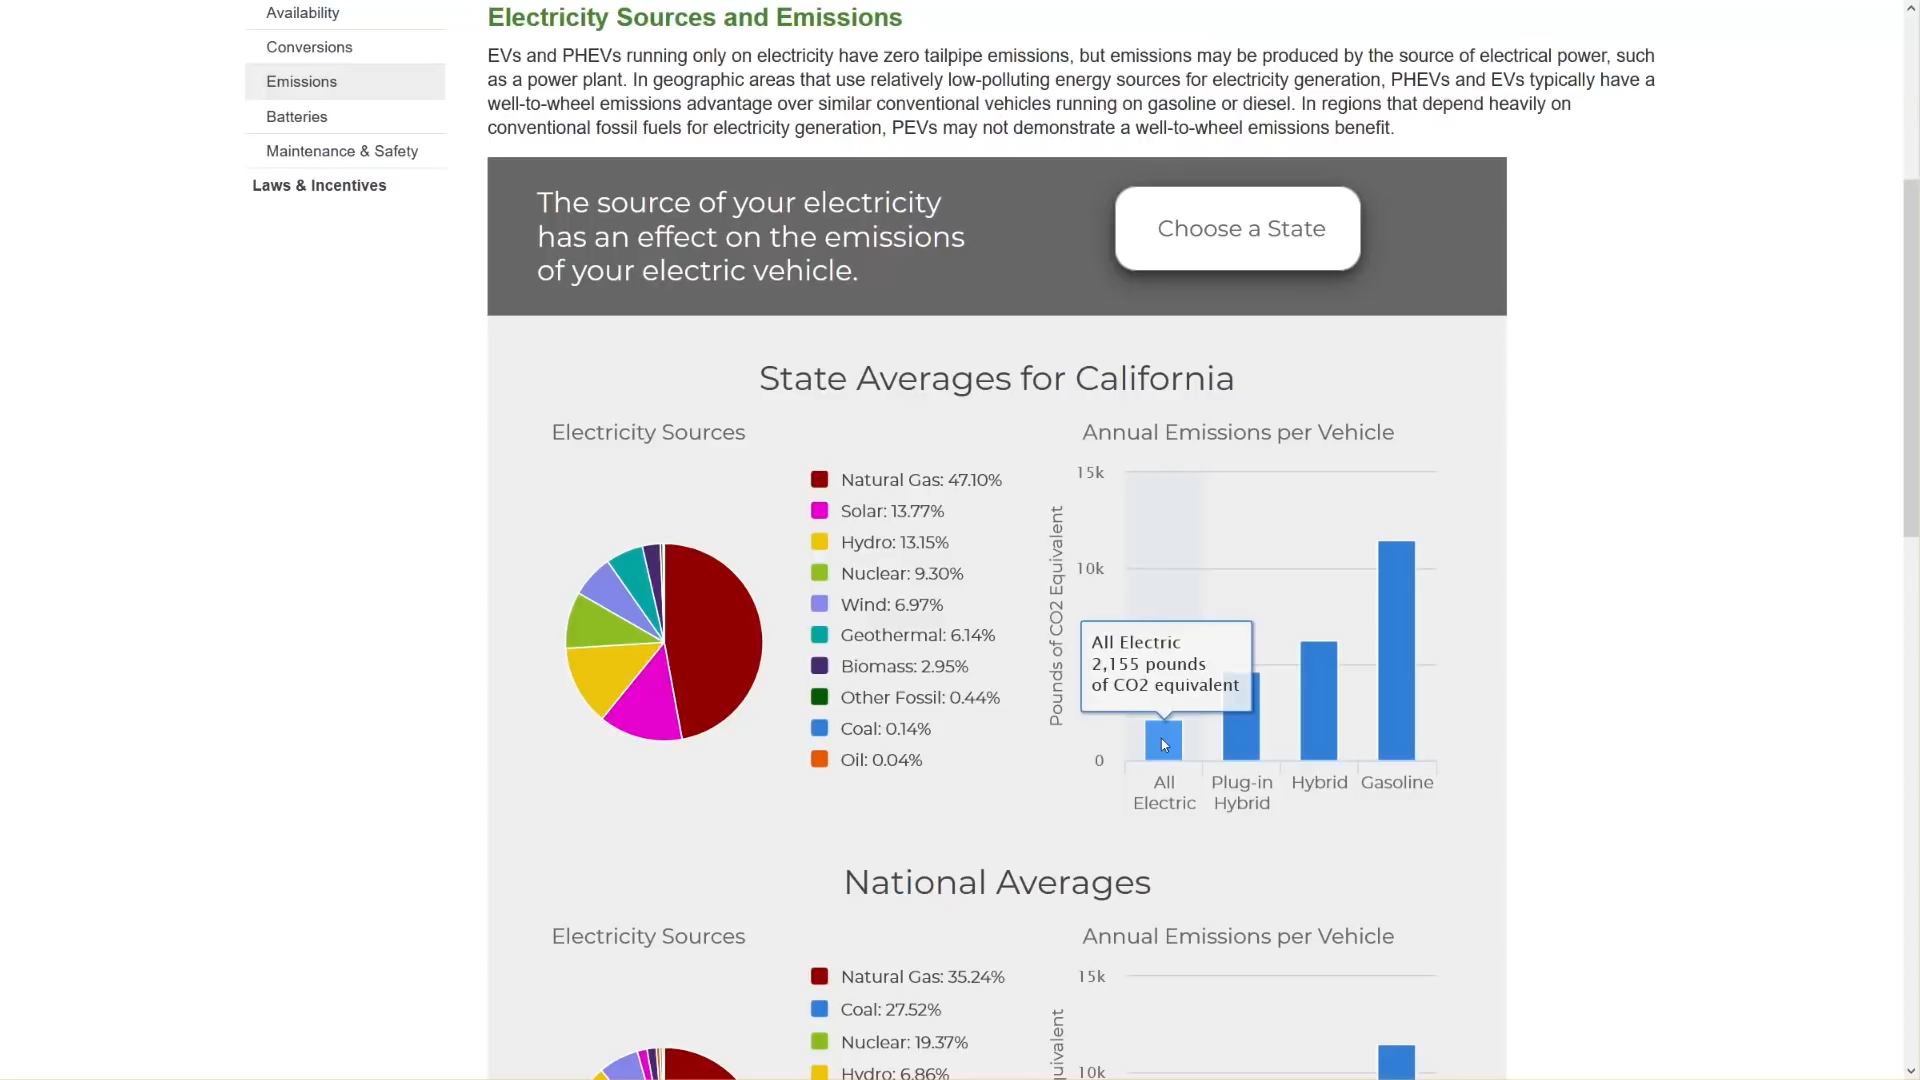 Availability
Conversions
Emissions
Batteries
Maintenance & Safety
Laws & Incentives
Electricity Sources and Emissions
EVs and PHEVs running only on electricity have zero tailpipe emissions, but emissions may be produced by the source of electrical power, such
as a power plant. In geographic areas that use relatively low-polluting energy sources for electricity generation, PHEVs and EVs typically have a
well-to-wheel emissions advantage over similar conventional vehicles running on gasoline or diesel. In regions that depend heavily on
conventional fossil fuels for electricity generation, PEVs may not demonstrate a well-to-wheel emissions benefit.
The source of your electricity
has an effect on the emissions
of your electric vehicle.
Choose a State
State Averages for California
Electricity Sources
Natural Gas: 47.10%
Solar: 13.77%
Hydro: 13.15%
Nuclear: 9.30%
Wind: 6.97%
Geothermal: 6.14%
Biomass: 2.95%
Other Fossil: 0.44%
Coal: 0.14%
Oil: 0.04%
Annual Emissions per Vehicle
Pounds of CO2 Equivalent
15k
10k
0
All Electric
2,155 pounds
of CO2 equivalent
All
Electric
Plug-in
Hybrid
Hybrid
Gasoline
National Averages
Electricity Sources
Natural Gas: 35.24%
Coal: 27.52%
Nuclear: 19.37%
Hydro: 6.86%
Annual Emissions per Vehicle
15k
10k